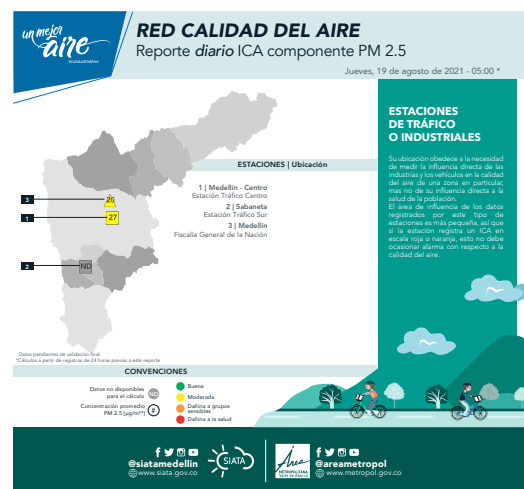 un mejor
aire
#CalidadDelAire
RED CALIDAD DEL AIRE
Reporte diario ICA componente PM 2.5
Jueves, 19 de agosto de 2021 - 05:00 *
ESTACIONES | Ubicación
1 | Medellín - Centro
Estación Tráfico Centro
2 | Sabaneta
Estación Tráfico Sur
3 | Medellín
Fiscalía General de la Nación
3
26
1
27
2
ND
ESTACIONES
DE TRÁFICO
O INDUSTRIALES
Su ubicación obedece a la necesidad
de medir la influencia directa de las
industrias y los vehículos en la calidad
del aire de una zona en particular,
mas no de su influencia directa a la
salud de la población.
El área de influencia de los datos
registrados por este tipo de
estaciones es más pequeña, así que
si la estación registra un ICA en
escala roja o naranja, esto no debe
ocasionar alarma con respecto a la
calidad del aire.
Datos pendientes de validación final.
*Cálculos a partir de registros de 24 horas previas a este reporte
CONVENCIONES
Datos no disponibles
para el cálculo
ND
Concentración promedio
PM 2.5 (µg/m³)
#
Buena
Moderada
Dañina a grupos
sensibles
Dañina a la salud
@siatamedellin
www.siata.gov.co
SIATA
Área
METROPOLITANA
Valle de Aburrá
@areametropol
www.metropol.gov.co